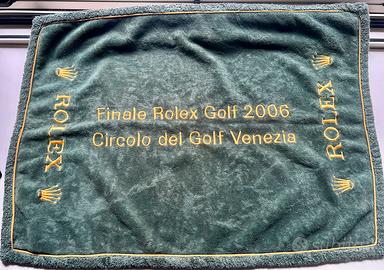 Finale Rolex Golf 2006
Circolo del Golf Venezia
ROLEX
ROLEX